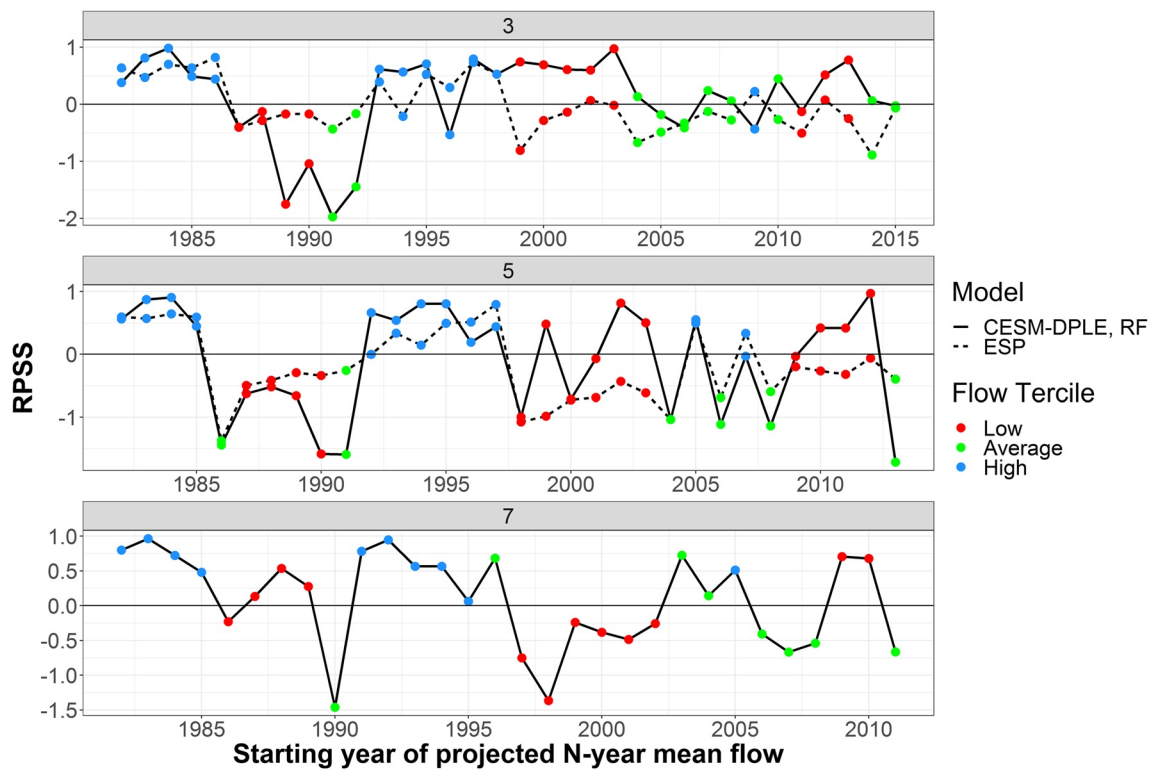 3
1
0
-1
-2
1985 1990 1995 2000 2005 2010 2015
5
1
0
-1
1985 1990 1995 2000 2005 2010
7
1.0
0.5
0.0
-0.5
-1.0
-1.5
1985 1990 1995 2000 2005 2010
RPSS
Starting year of projected N-year mean flow
Model
CESM-DPLE, RF
ESP
Flow Tercile
Low
Average
High